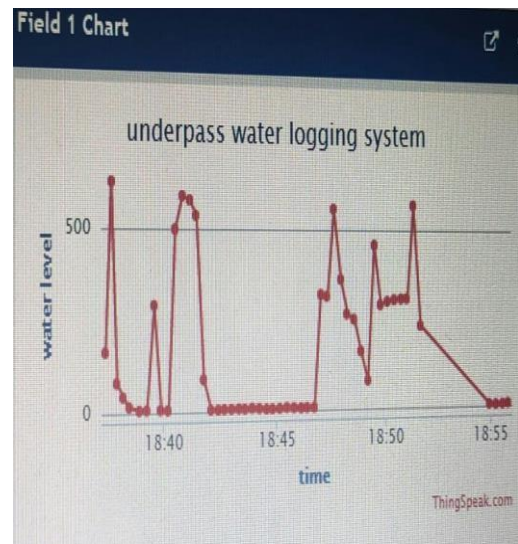 Field 1 Chart
underpass water logging system
water level
500
0
18:40
18:45
18:50
18:55
time
ThingSpeak.com